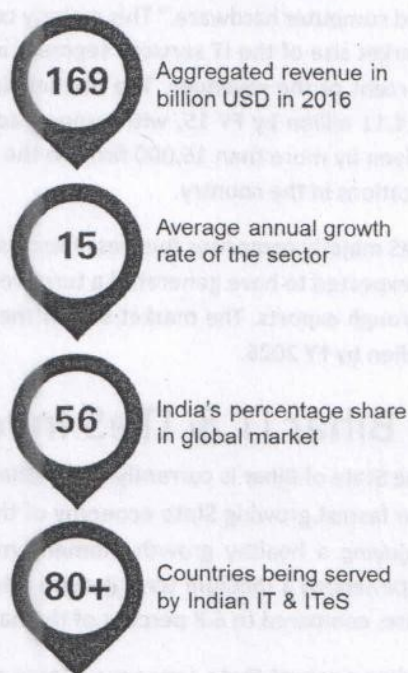 169
Aggregated revenue in
billion USD in 2016
15
Average annual growth
rate of the sector
56
India's percentage share
in global market
80+
Countries being served
by Indian IT & ITeS